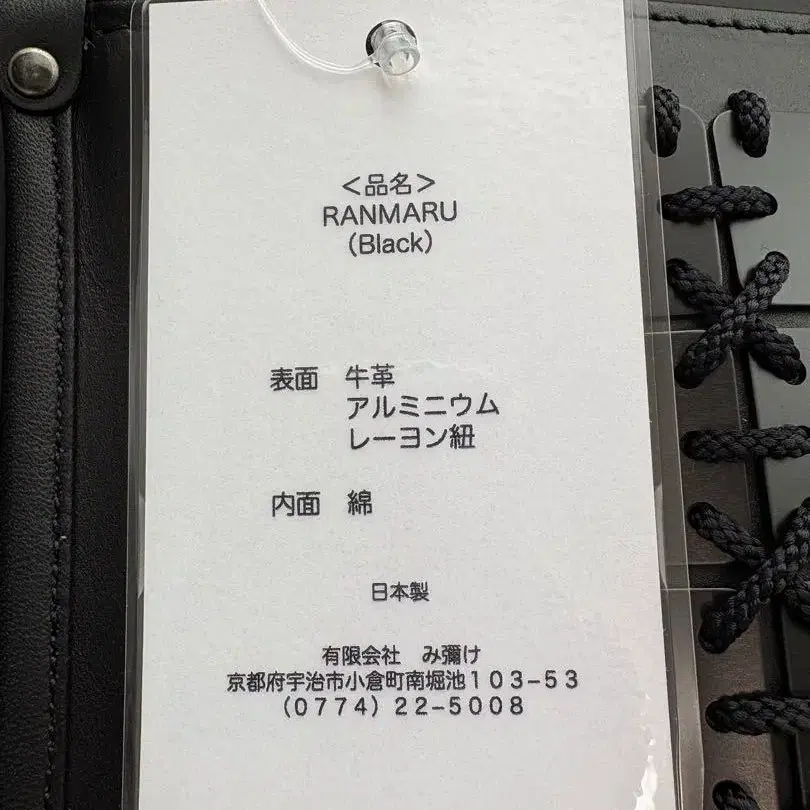 ＜品名＞
RANMARU
（Black）
表面　牛革
アルミニウム
レーヨン紐
内面　綿
日本製
有限会社　み彌け
京都府宇治市小倉町南堀池１０３−５３
（０７７４）２２−５００８